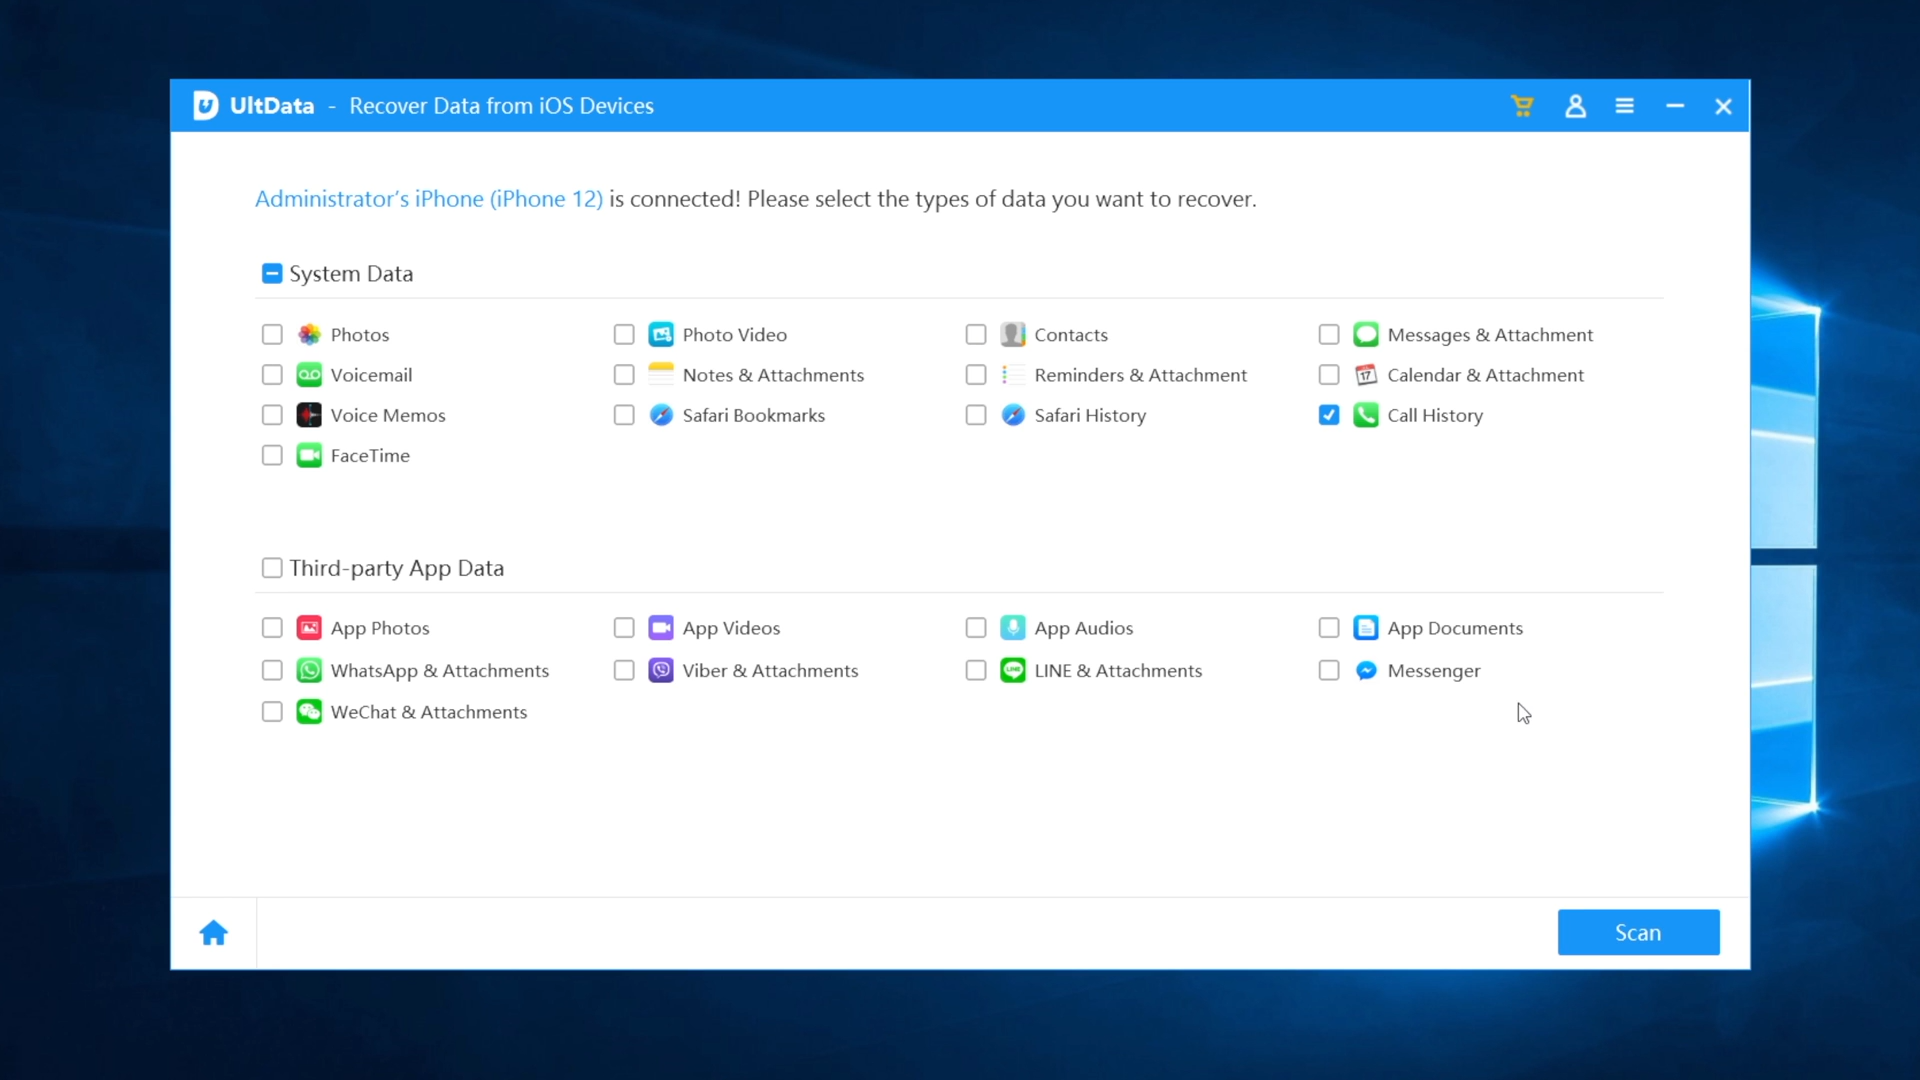 UltData - Recover Data from iOS Devices
Administrator's iPhone (iPhone 12) is connected! Please select the types of data you want to recover.
System Data
Photos Photo Video Contacts Messages & Attachment
Voicemail Notes & Attachments Reminders & Attachment 17 Calendar & Attachment
Voice Memos Safari Bookmarks Safari History Call History
FaceTime
Third-party App Data
App Photos App Videos App Audios App Documents
WhatsApp & Attachments Viber & Attachments LINE LINE & Attachments Messenger
WeChat & Attachments
Scan